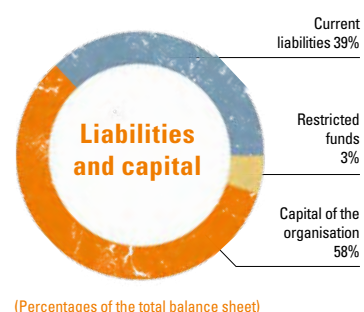 Current
liabilities 39%
Liabilities
and capital
Restricted
funds
3%
Capital of the
organisation
58%
(Percentages of the total balance sheet)